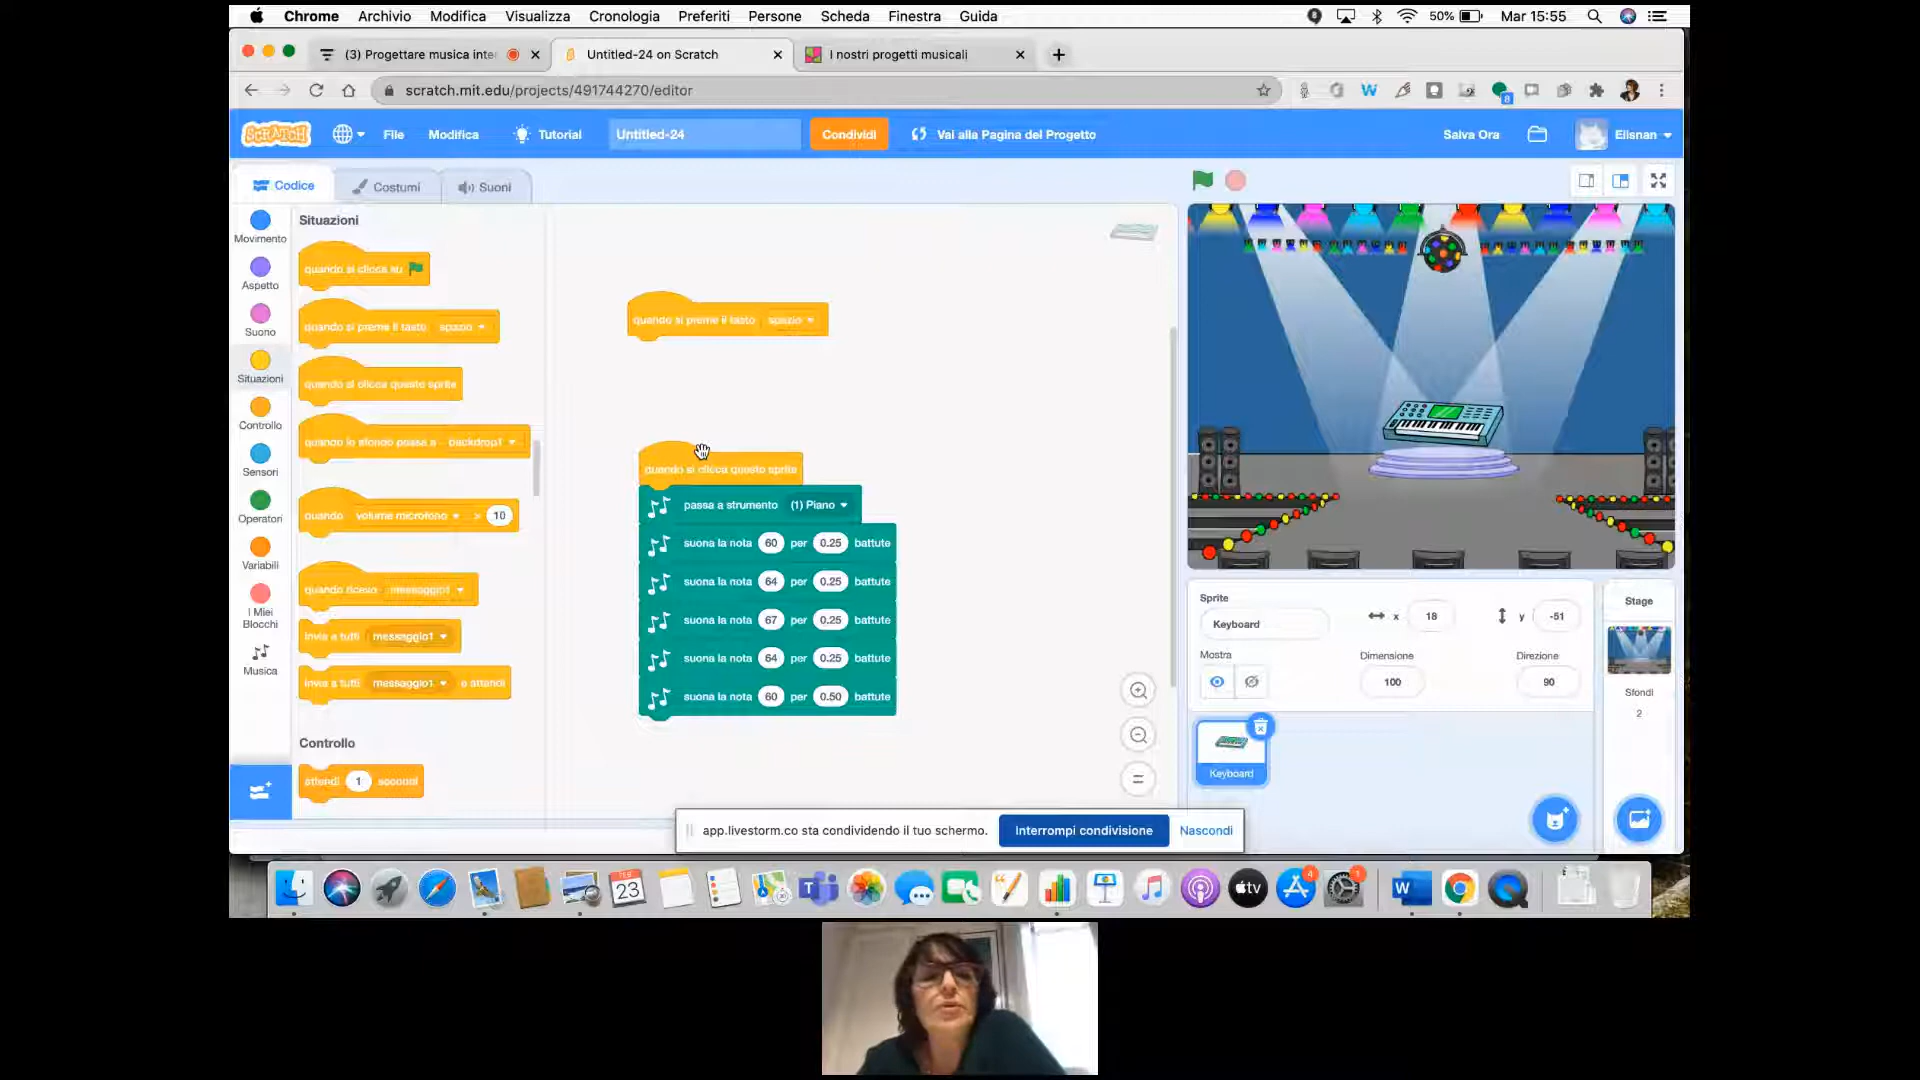 Chrome Archivio Modifica Visualizza Cronologia Preferiti Persone Scheda Finestra Guida 50% Mar 15:55
(3) Progettare musica inte Untitled-24 on Scratch I nostri progetti musicali
scratch.mit.edu/projects/491744270/editor
SCRATCH File Modifica Tutorial Untitled-24 Condividi Vai alla Pagina del Progetto Salva Ora Elisnan
Codice Costumi Suoni
Movimento
Aspetto
Suono
Situazioni
Controllo
Sensori
Operatori
Variabili
I Miei
Blocchi
Musica
Situazioni
quando si clicca su
quando si preme il tasto spazio
quando si clicca questo sprite
quando lo sfondo passa a backdrop1
quando volume microfono > 10
quando ricevo messaggio1
invia a tutti messaggio1
invia a tutti messaggio1 e attendi
Controllo
attendi 1 secondi
quando si preme il tasto spazio
quando si clicca questo sprite
passa a strumento (1) Piano
suona la nota 60 per 0.25 battute
suona la nota 64 per 0.25 battute
suona la nota 67 per 0.25 battute
suona la nota 64 per 0.25 battute
suona la nota 60 per 0.50 battute
Sprite
Keyboard
x 18 y -51
Mostra Dimensione Direzione
100 90
Keyboard
Stage
Sfondi
2
app.livestorm.co sta condividendo il tuo schermo. Interrompi condivisione Nascondi
23
tv
4
1
W